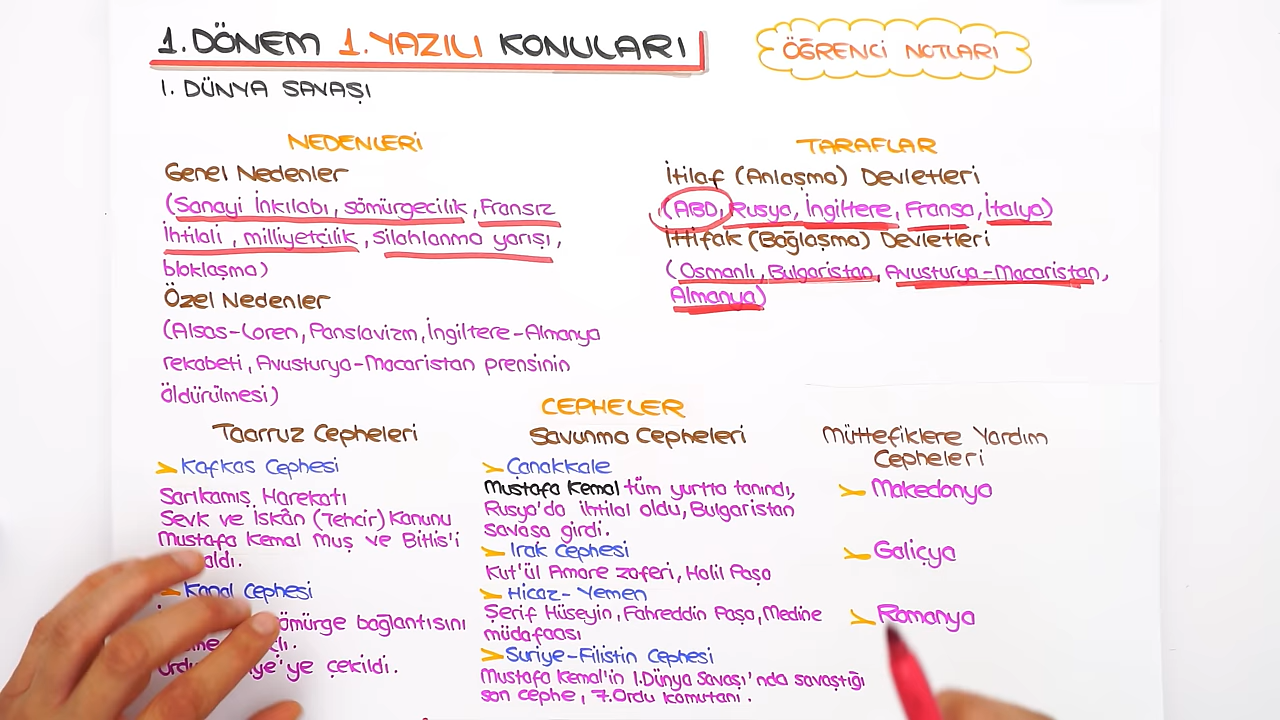 1. DÖNEM 1. YAZILI KONULARI
ÖĞRENCİ NOTLARI
I. DÜNYA SAVAŞI
NEDENLERİ
Genel Nedenler
(Sanayi İnkılabı, sömürgecilik, Fransız
İhtilali, milliyetçilik, silahlanma yarışı,
bloklaşma)
Özel Nedenler
(Alsas-Loren, Panslavizm, İngiltere-Almanya
rekabeti, Avusturya-Macaristan prensinin
öldürülmesi)
TARAFLAR
İtilaf (Anlaşma) Devletleri
(ABD, Rusya, İngiltere, Fransa, İtalya)
İttifak (Bağlaşma) Devletleri
(Osmanlı, Bulgaristan, Avusturya-Macaristan,
Almanya)
CEPHELER
Taarruz Cepheleri
Kafkas Cephesi
Sarıkamış Harekatı
Sevk ve İskân (Tehcir) Kanunu
Mustafa Kemal Muş ve Bitlis'i
aldı.
Kanal Cephesi
sömürge bağlantısını
çekildi.
Savunma Cepheleri
Çanakkale
Mustafa Kemal tüm yurtta tanındı,
Rusya'da ihtilal oldu, Bulgaristan
savaşa girdi.
Irak Cephesi
Kut'ül Amare zaferi, Halil Paşa
Hicaz-Yemen
Şerif Hüseyin, Fahreddin Paşa, Medine
müdafaası
Suriye-Filistin Cephesi
Mustafa Kemal'in 1.Dünya Savaşı'nda savaştığı
son cephe, 7.Ordu komutanı.
Müttefiklere Yardım
Cepheleri
Makedonya
Galiçya
Romanya